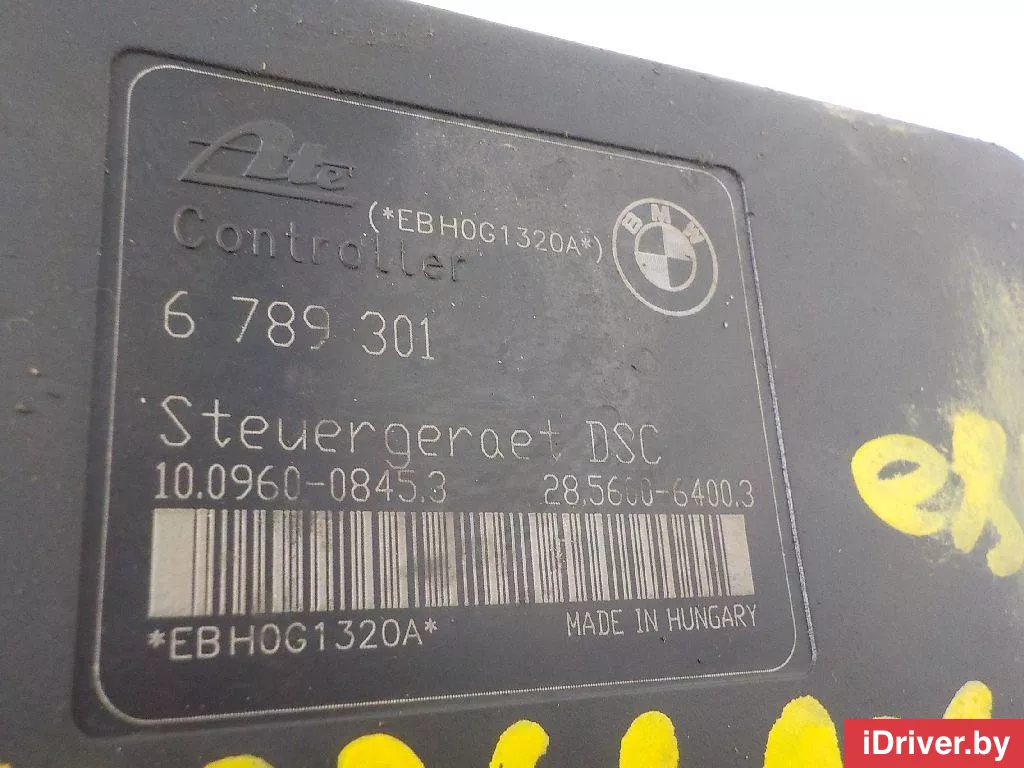 Ate
(*EBH0G1320A*)
Controller
BMW
6 789 301
Steuergeraet DSC
10.0960-0845.3 28.5600-6400.3
*EBH0G1320A*
MADE IN HUNGARY
iDriver.by